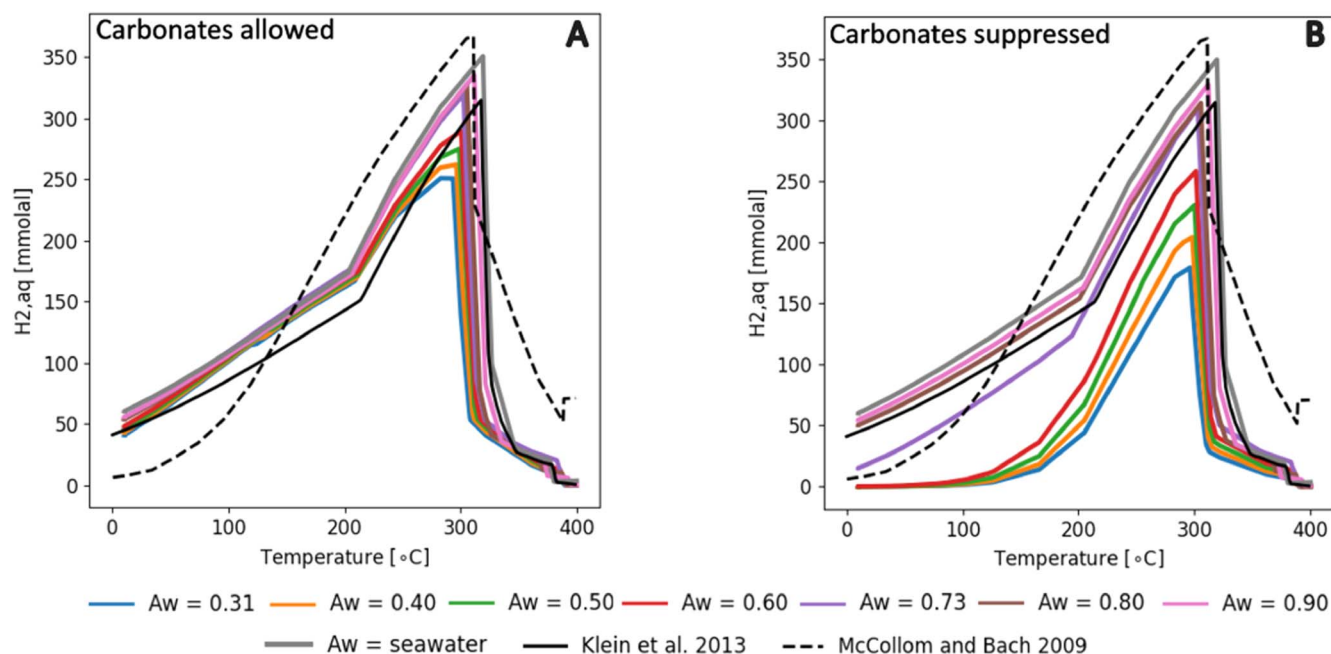 Carbonates allowed A
350
300
250
200
150
100
50
0
H2,aq [mmolal]
0 100 200 300 400
Temperature [∘C]
Carbonates suppressed B
350
300
250
200
150
100
50
0
H2,aq [mmolal]
0 100 200 300 400
Temperature [∘C]
Aw = 0.31 Aw = 0.40 Aw = 0.50 Aw = 0.60 Aw = 0.73 Aw = 0.80 Aw = 0.90
Aw = seawater Klein et al. 2013 McCollom and Bach 2009